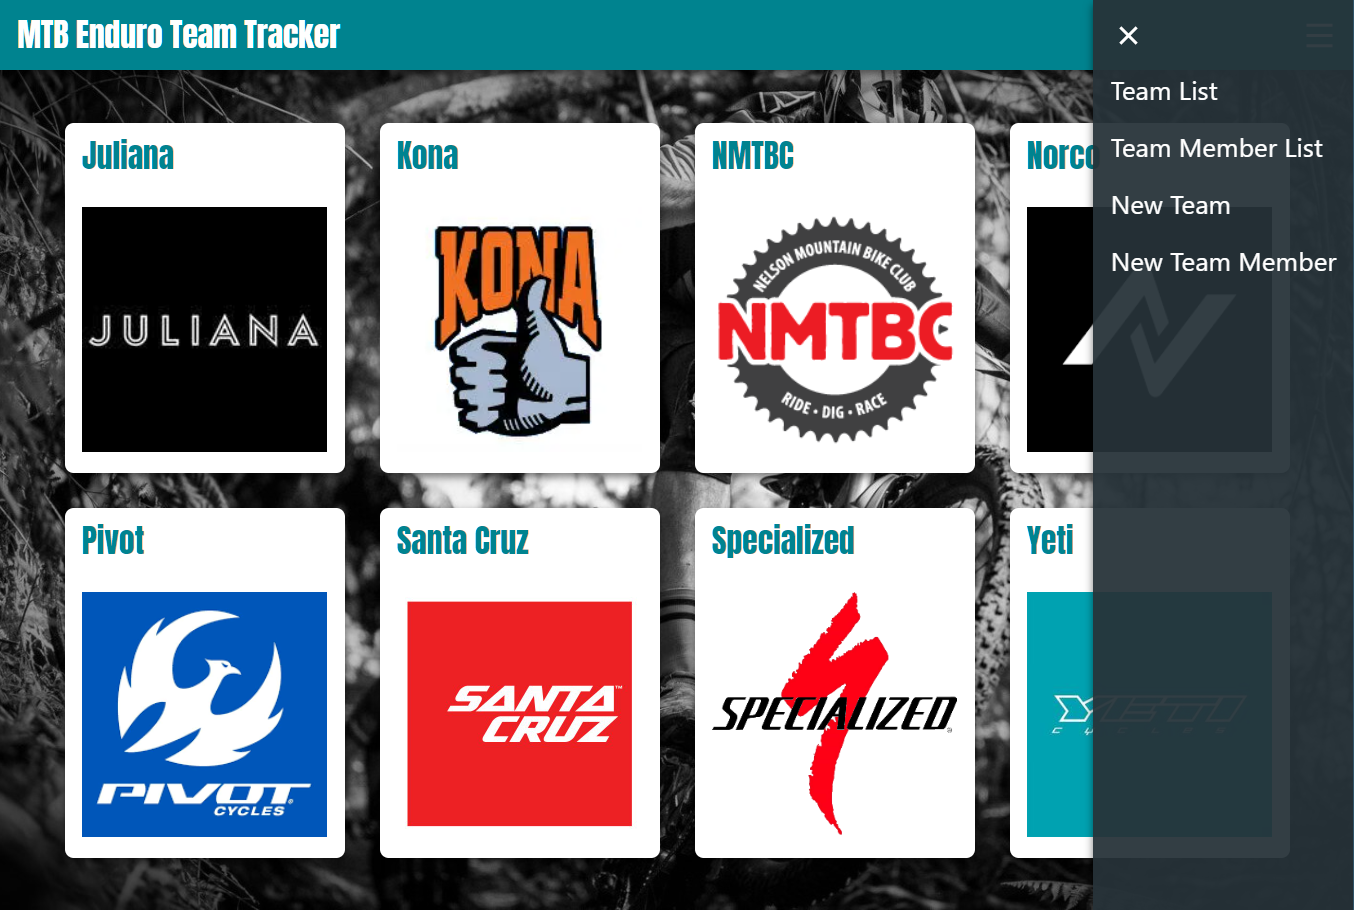 MTB Enduro Team Tracker
Team List
Team Member List
New Team
New Team Member
Juliana
JULIANA
Kona
KONA
NMTBC
NELSON MOUNTAIN BIKE CLUB
NMTBC
RIDE • DIG • RACE
Norco
Pivot
PIVOT
CYCLES
Santa Cruz
SANTA
CRUZ
Specialized
SPECIALIZED
Yeti
YETI
CYCLES